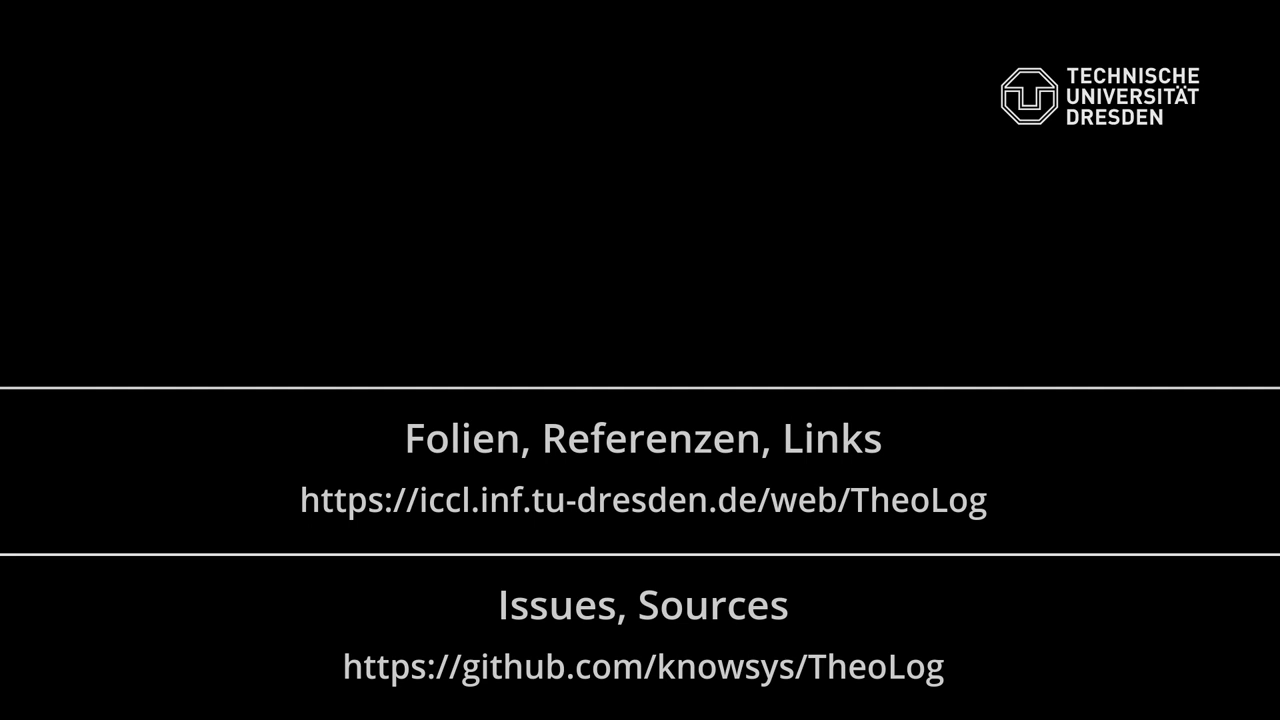 TECHNISCHE
UNIVERSITÄT
DRESDEN
Folien, Referenzen, Links
https://iccl.inf.tu-dresden.de/web/TheoLog
Issues, Sources
https://github.com/knowsys/TheoLog